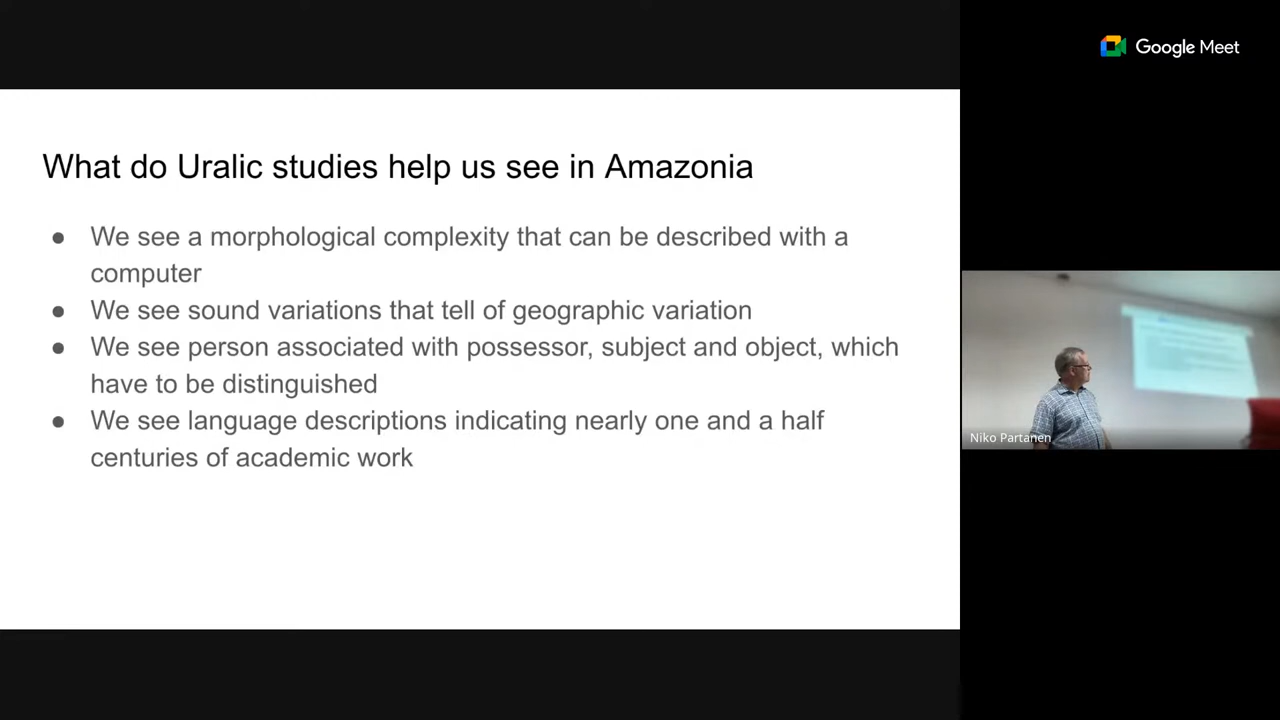 Google Meet
What do Uralic studies help us see in Amazonia
● We see a morphological complexity that can be described with a
computer
● We see sound variations that tell of geographic variation
● We see person associated with possessor, subject and object, which
have to be distinguished
● We see language descriptions indicating nearly one and a half
centuries of academic work
Niko Partanen